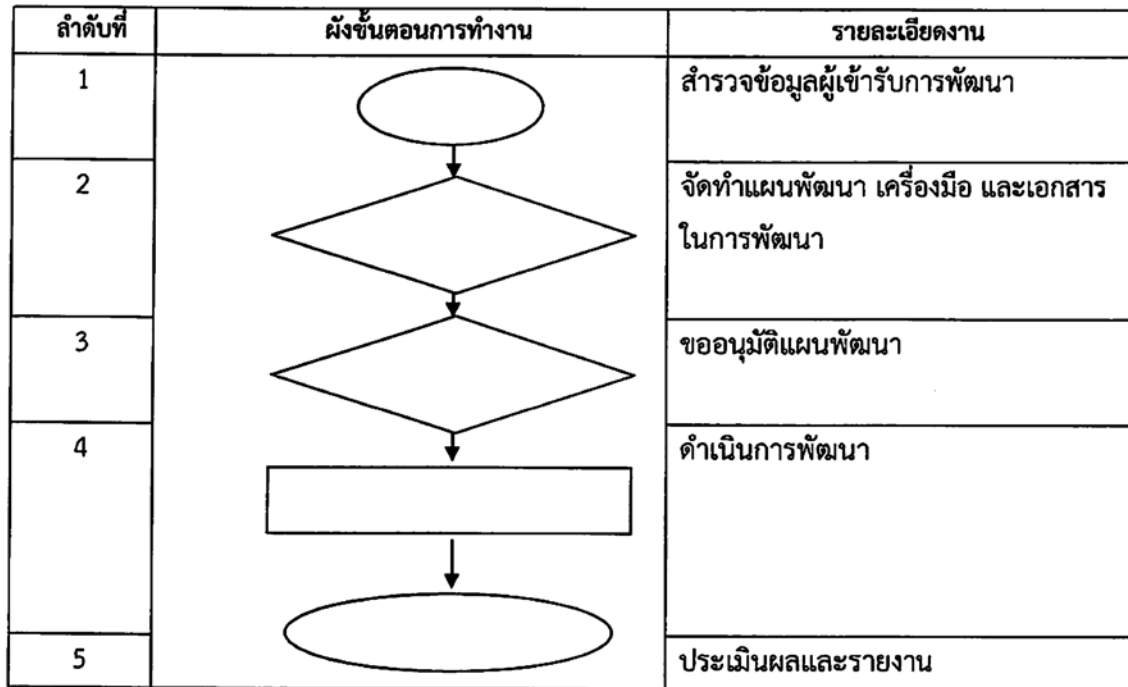 ลำดับที่ ผังขั้นตอนการทำงาน รายละเอียดงาน
1 สำรวจข้อมูลผู้เข้ารับการพัฒนา
2 จัดทำแผนพัฒนา เครื่องมือ และเอกสาร
ในการพัฒนา
3 ขออนุมัติแผนพัฒนา
4 ดำเนินการพัฒนา
5 ประเมินผลและรายงาน